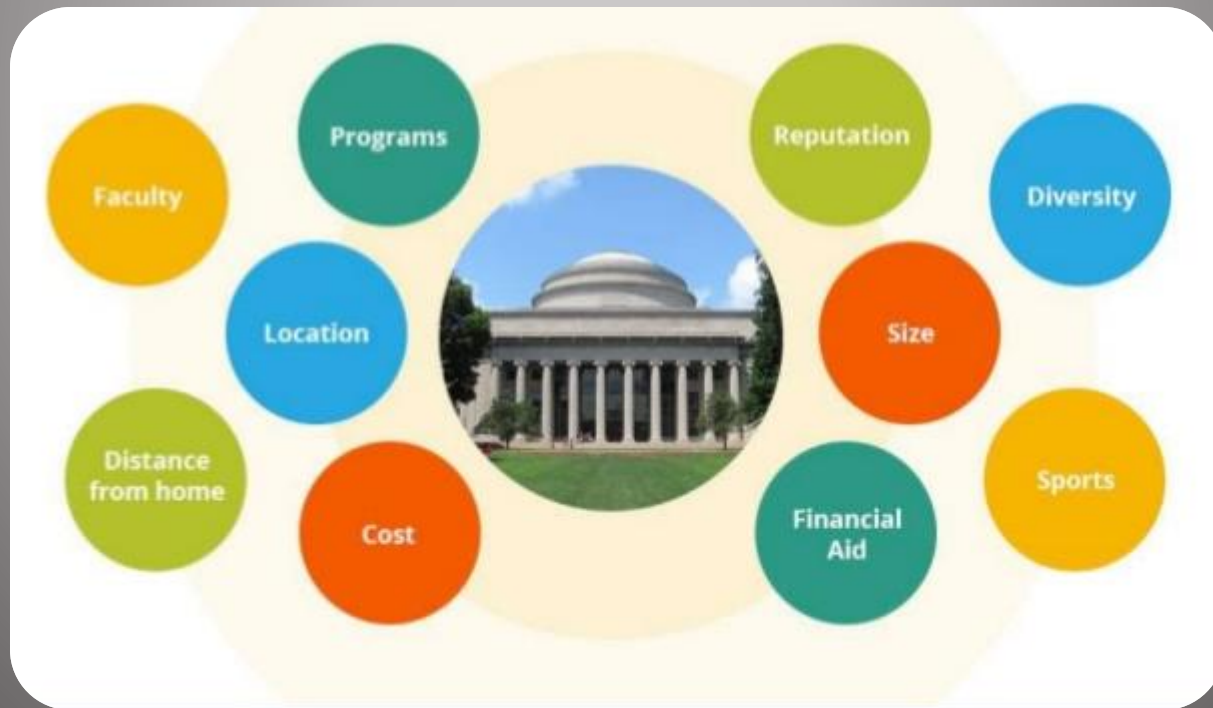 Programs
Reputation
Faculty
Diversity
Location
Size
Distance
from home
Sports
Cost
Financial
Aid